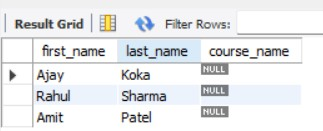 Result Grid Filter Rows:
first_name last_name course_name
Ajay Koka NULL
Rahul Sharma NULL
Amit Patel NULL